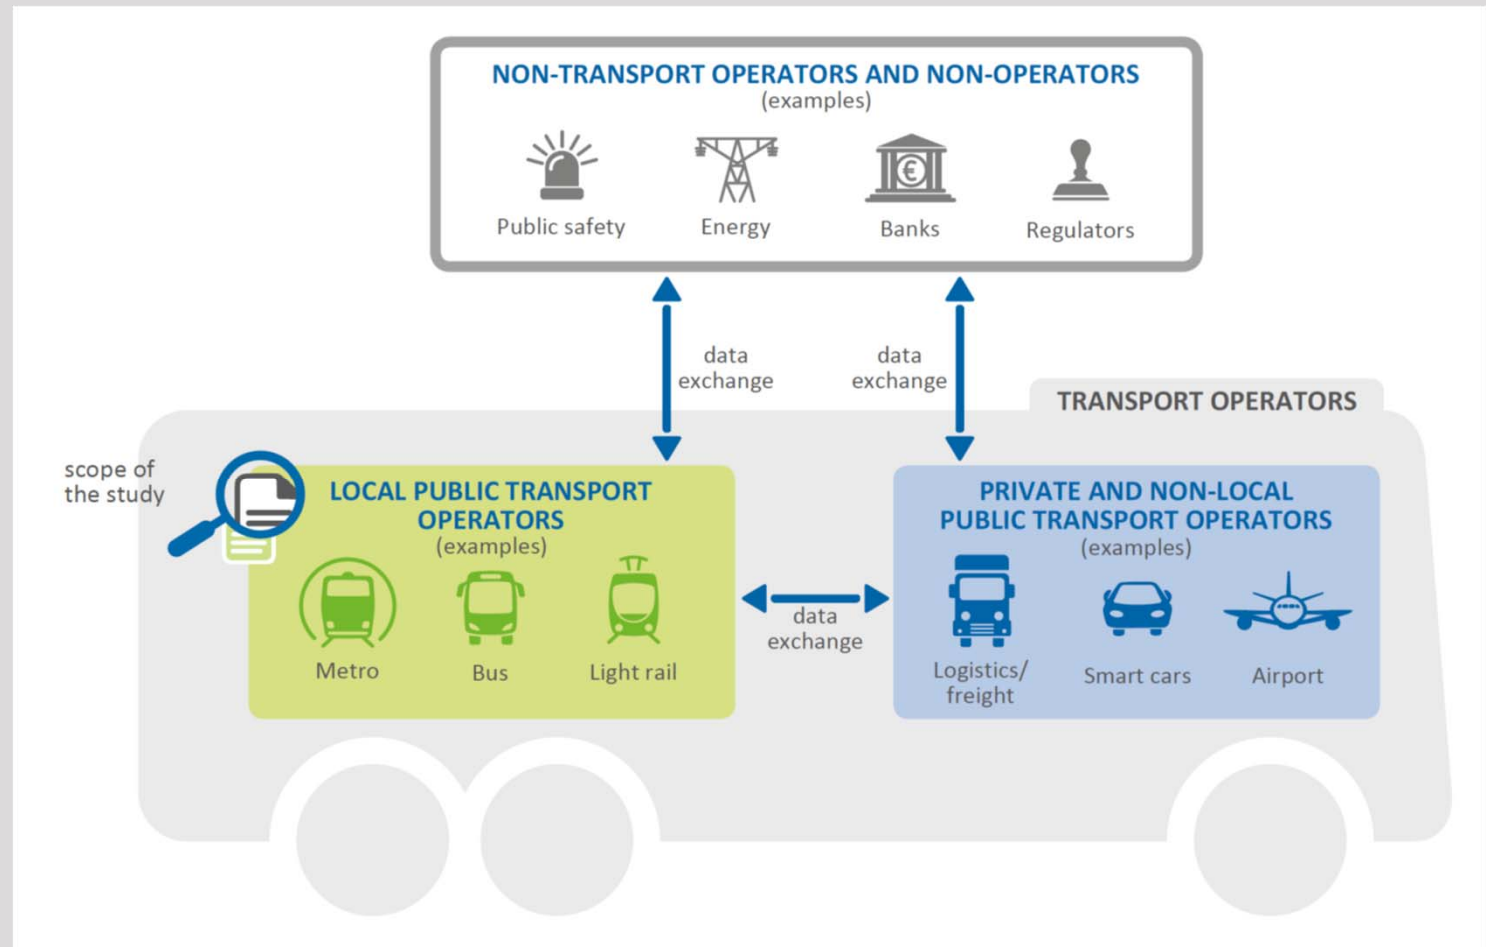 NON-TRANSPORT OPERATORS AND NON-OPERATORS
(examples)
€
Public safety
Energy
Banks
Regulators
data
exchange
data
exchange
TRANSPORT OPERATORS
scope of
the study
LOCAL PUBLIC TRANSPORT
OPERATORS
(examples)
Metro
Bus
Light rail
data
exchange
PRIVATE AND NON-LOCAL
PUBLIC TRANSPORT OPERATORS
(examples)
Logistics/
freight
Smart cars
Airport